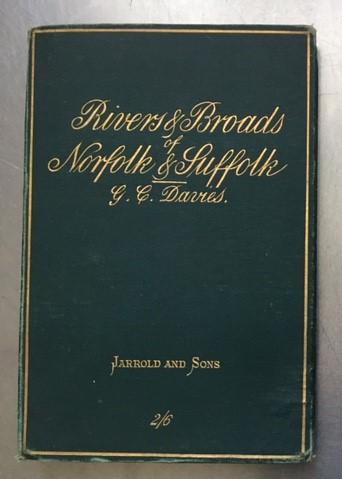 Rivers & Broads
of
Norfolk & Suffolk
G. C. Davies.
Jarrold and Sons
2/6